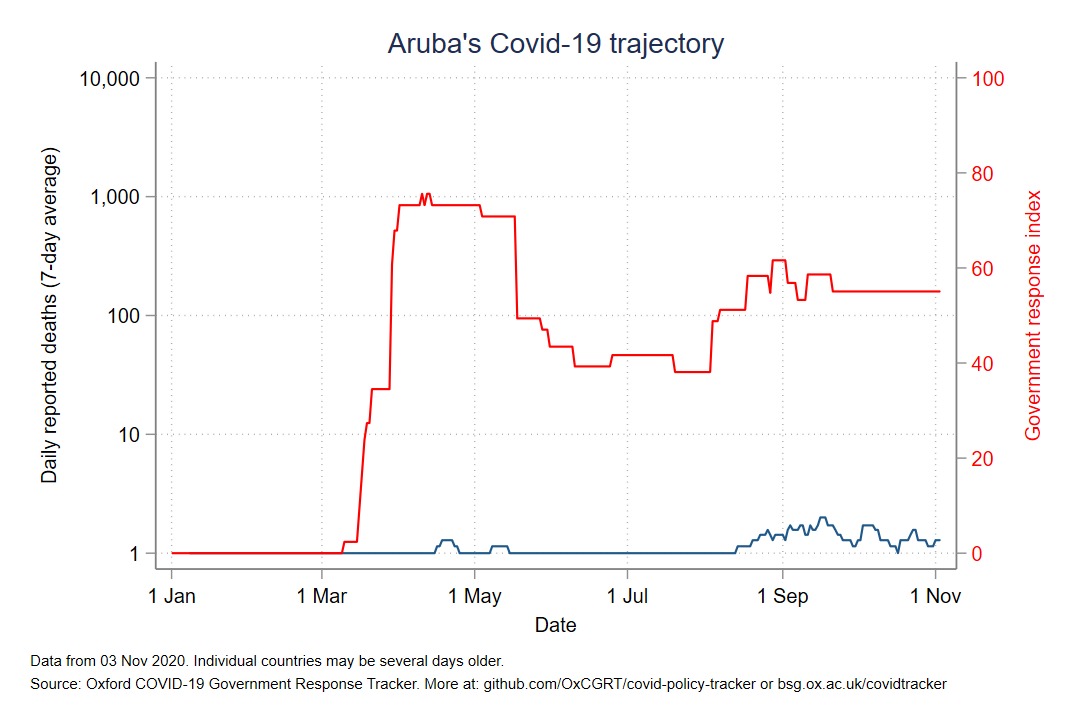 Aruba's Covid-19 trajectory
10,000
1,000
100
10
1
Daily reported deaths (7-day average)
100
80
60
40
20
0
Government response index
1 Jan 1 Mar 1 May 1 Jul 1 Sep 1 Nov
Date
Data from 03 Nov 2020. Individual countries may be several days older.
Source: Oxford COVID-19 Government Response Tracker. More at: github.com/OxCGRT/covid-policy-tracker or bsg.ox.ac.uk/covidtracker